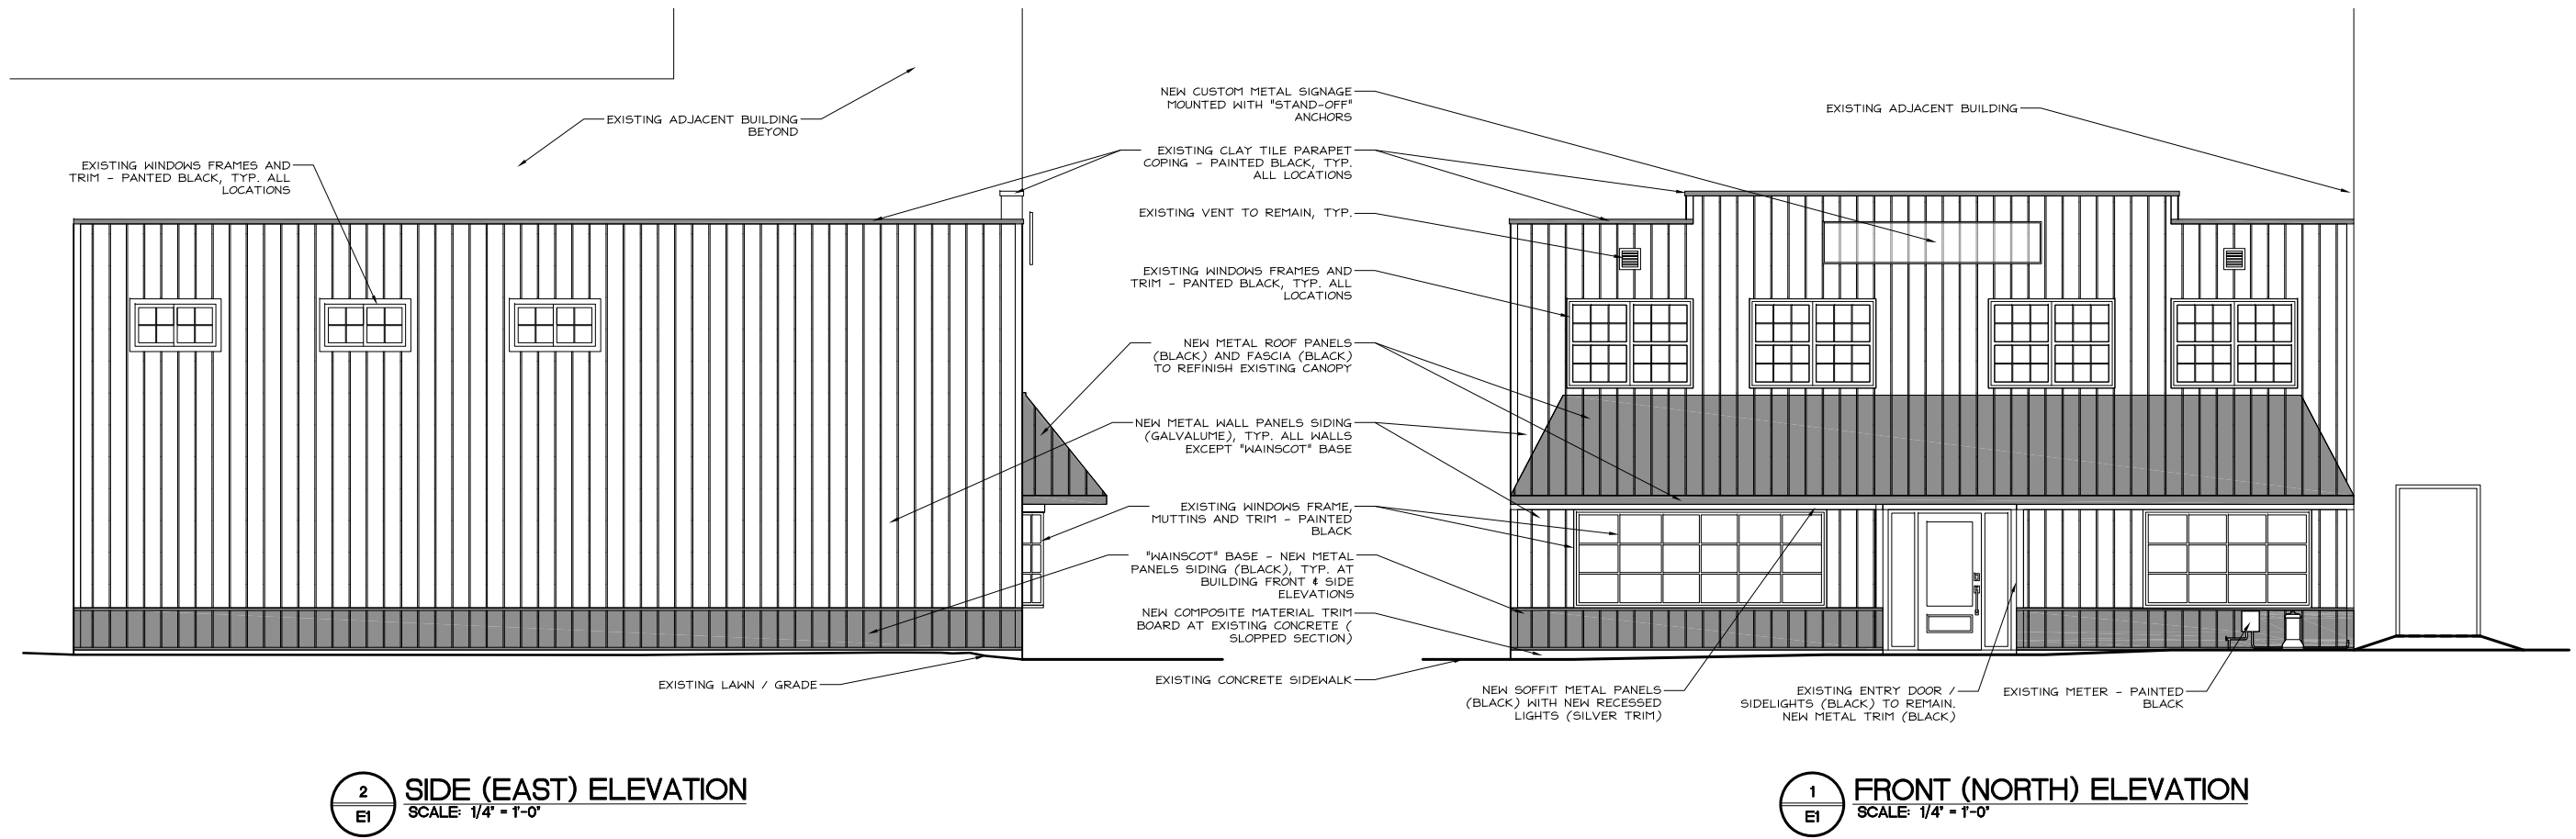 EXISTING ADJACENT BUILDING
BEYOND
EXISTING WINDOWS FRAMES AND
TRIM - PANTED BLACK, TYP. ALL
LOCATIONS
NEW CUSTOM METAL SIGNAGE
MOUNTED WITH "STAND-OFF"
ANCHORS
EXISTING CLAY TILE PARAPET
COPING - PAINTED BLACK, TYP.
ALL LOCATIONS
EXISTING VENT TO REMAIN, TYP.
EXISTING WINDOWS FRAMES AND
TRIM - PANTED BLACK, TYP. ALL
LOCATIONS
NEW METAL ROOF PANELS
(BLACK) AND FASCIA (BLACK)
TO REFINISH EXISTING CANOPY
NEW METAL WALL PANELS SIDING
(GALVALUME), TYP. ALL WALLS
EXCEPT "WAINSCOT" BASE
EXISTING WINDOWS FRAME,
MUTTINS AND TRIM - PAINTED
BLACK
"WAINSCOT" BASE - NEW METAL
PANELS SIDING (BLACK), TYP. AT
BUILDING FRONT & SIDE
ELEVATIONS
NEW COMPOSITE MATERIAL TRIM
BOARD AT EXISTING CONCRETE (
SLOPPED SECTION)
EXISTING CONCRETE SIDEWALK
EXISTING LAWN / GRADE
EXISTING ADJACENT BUILDING
NEW SOFFIT METAL PANELS
(BLACK) WITH NEW RECESSED
LIGHTS (SILVER TRIM)
EXISTING ENTRY DOOR /
SIDELIGHTS (BLACK) TO REMAIN.
NEW METAL TRIM (BLACK)
EXISTING METER - PAINTED
BLACK
2
E1
SIDE (EAST) ELEVATION
SCALE: 1/4" = 1'-0"
1
E1
FRONT (NORTH) ELEVATION
SCALE: 1/4" = 1'-0"